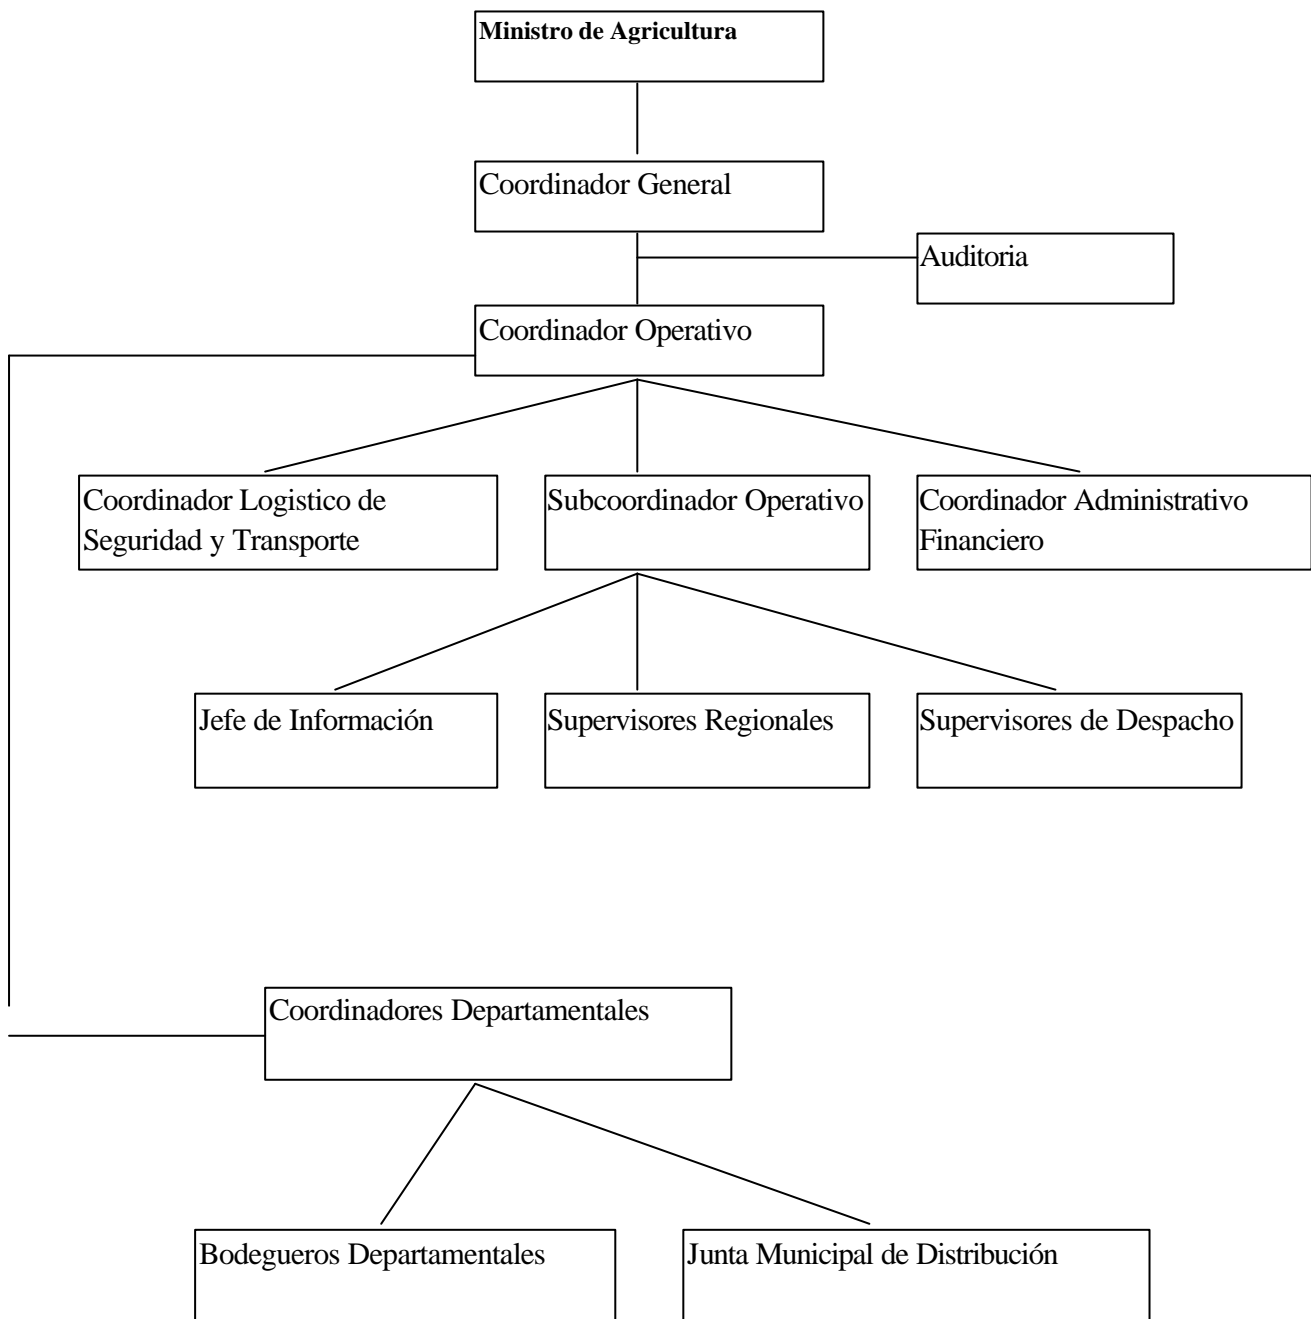 Ministro de Agricultura
Coordinador General
Auditoria
Coordinador Operativo
Coordinador Logistico de
Seguridad y Transporte
Subcoordinador Operativo
Coordinador Administrativo
Financiero
Jefe de Información
Supervisores Regionales
Supervisores de Despacho
Coordinadores Departamentales
Bodegueros Departamentales
Junta Municipal de Distribución